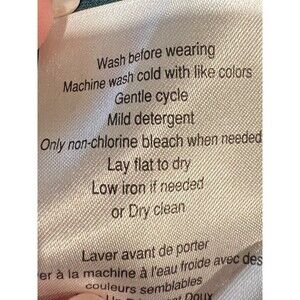 Wash before wearing
Machine wash cold with like colors
Gentle cycle
Mild detergent
Only non-chlorine bleach when needed
Lay flat to dry
Low iron if needed
or Dry clean
Laver avant de porter
er à la machine à l'eau froide avec des
couleurs semblables
Doux